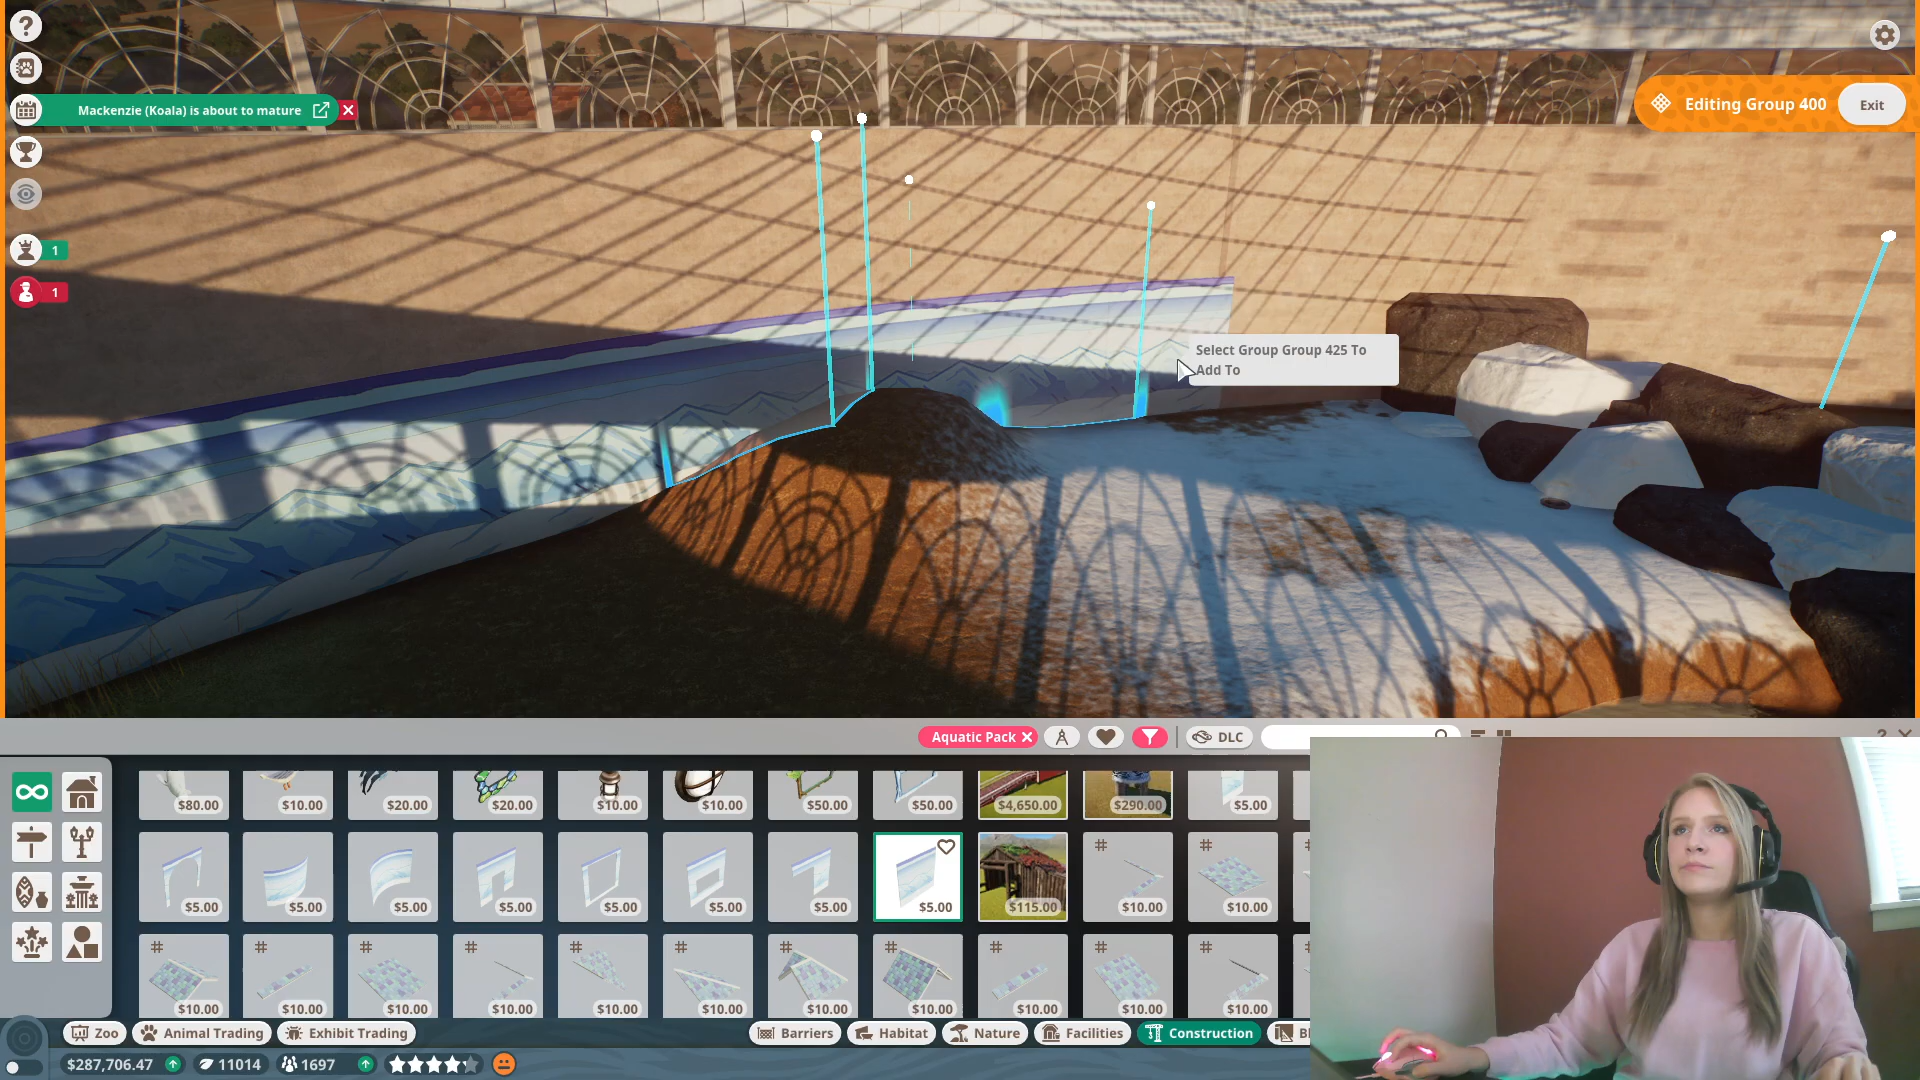 ?
Mackenzie (Koala) is about to mature
Editing Group 400
Exit
1
1
Select Group Group 425 To
Add To
Aquatic Pack
DLC
?
$80.00
$10.00
$20.00
$20.00
$10.00
$10.00
$50.00
$50.00
$4,650.00
$290.00
$5.00
$5.00
$5.00
$5.00
$5.00
$5.00
$5.00
$5.00
$5.00
$115.00
# $10.00
# $10.00
# $10.00
# $10.00
# $10.00
# $10.00
# $10.00
# $10.00
# $10.00
# $10.00
# $10.00
# $10.00
# $10.00
Zoo
Animal Trading
Exhibit Trading
Barriers
Habitat
Nature
Facilities
Construction
$287,706.47
11014
1697